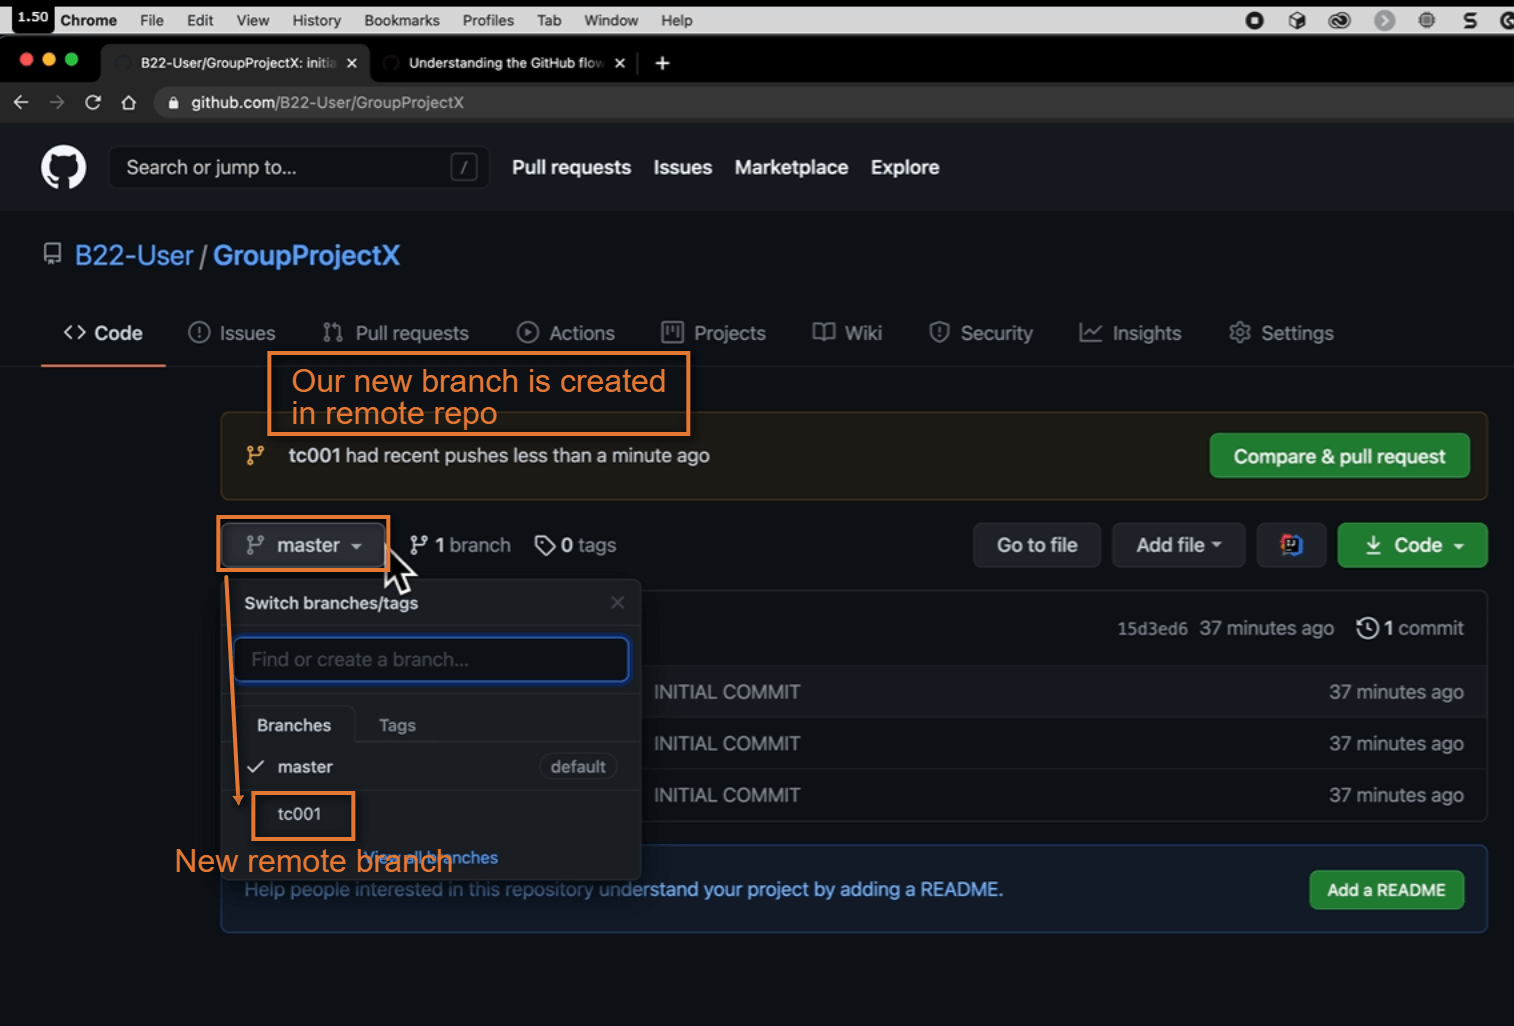 1.50 Chrome File Edit View History Bookmarks Profiles Tab Window Help
B22-User/GroupProjectX: initia Understanding the GitHub flow
github.com/B22-User/GroupProjectX
Search or jump to... / Pull requests Issues Marketplace Explore
B22-User / GroupProjectX
Code Issues Pull requests Actions Projects Wiki Security Insights Settings
Our new branch is created
in remote repo
tc001 had recent pushes less than a minute ago Compare & pull request
master 1 branch 0 tags Go to file Add file Code
Switch branches/tags
15d3ed6 37 minutes ago 1 commit
Find or create a branch...
INITIAL COMMIT 37 minutes ago
Branches Tags
INITIAL COMMIT 37 minutes ago
master default
INITIAL COMMIT 37 minutes ago
tc001
View all branches
New remote branch
Help people interested in this repository understand your project by adding a README. Add a README